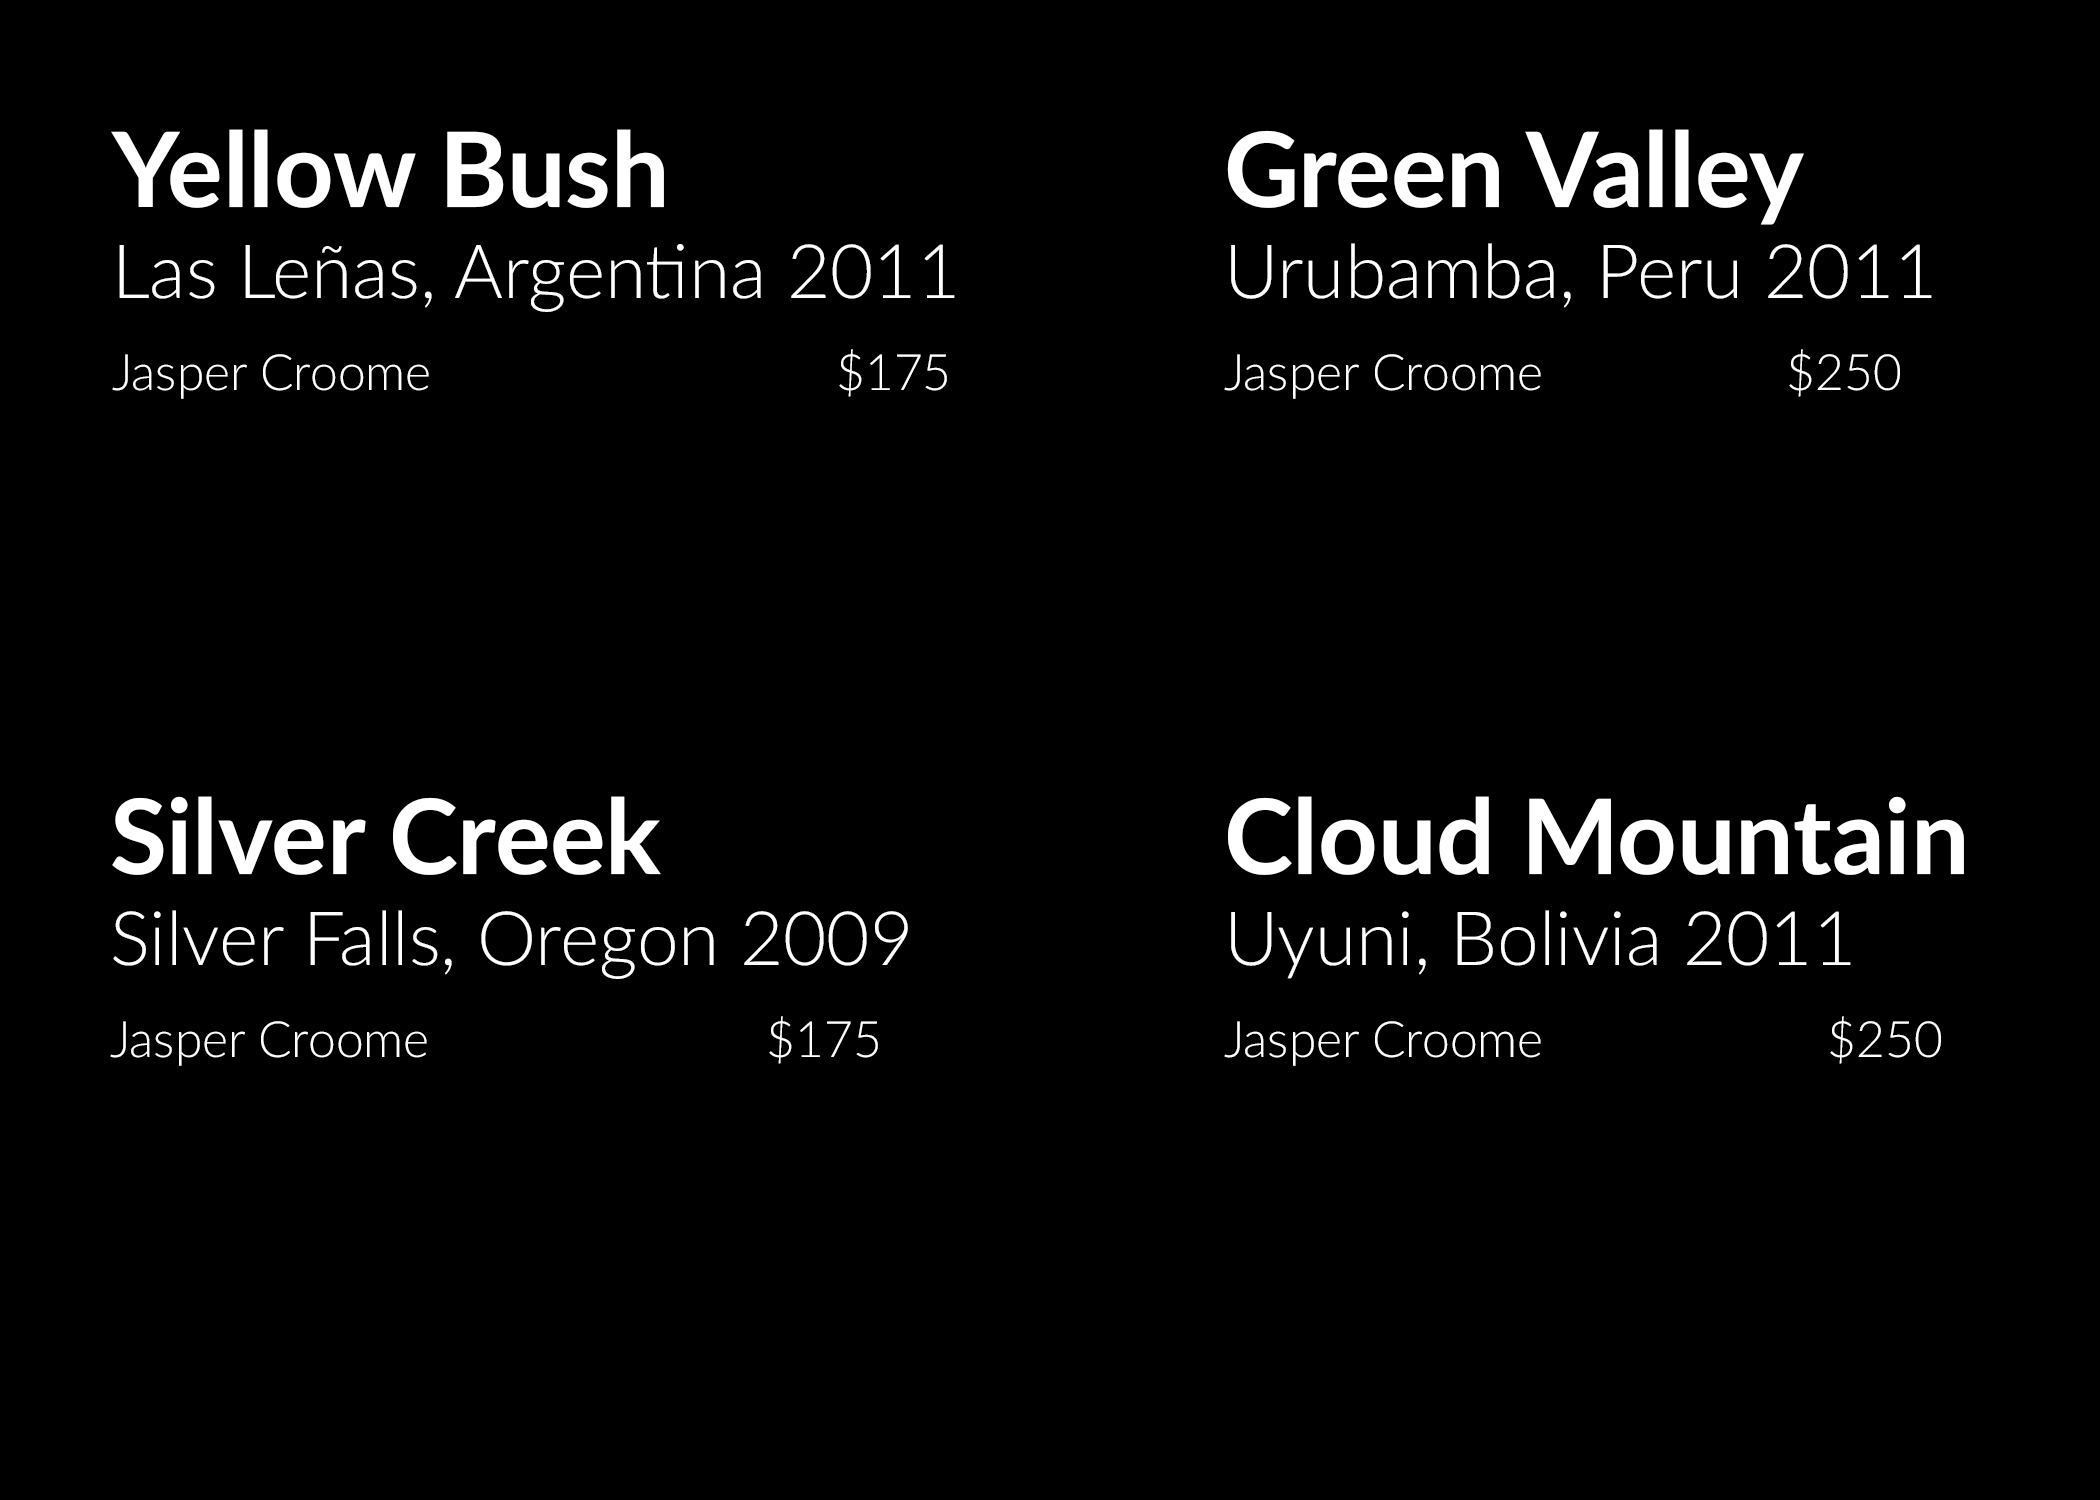 Yellow Bush
Las Leñas, Argentina 2011
Jasper Croome $175
Green Valley
Urubamba, Peru 2011
Jasper Croome $250
Silver Creek
Silver Falls, Oregon 2009
Jasper Croome $175
Cloud Mountain
Uyuni, Bolivia 2011
Jasper Croome $250